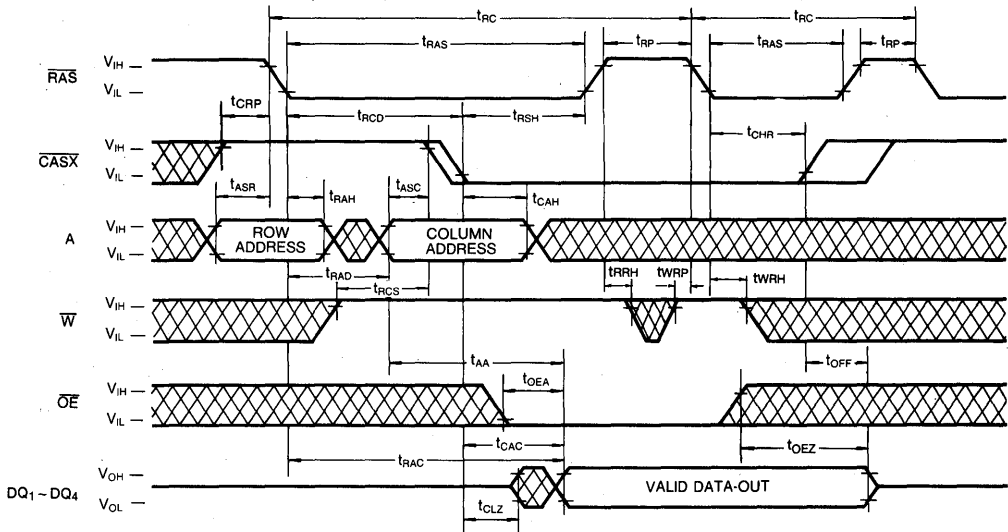 tRC tRC
tRAS tRP tRAS tRP
RAS VIH
VIL
tCRP tRCD tRSH tCHR
CASX VIH
VIL
tASR tRAH tASC tCAH
A VIH
VIL
ROW ADDRESS
COLUMN ADDRESS
tRAD tRCS tRRH tWRP tWRH
W VIH
VIL
tAA tOFF
tOEA
OE VIH
VIL
tCAC tOEZ
tRAC
DQ1~DQ4 VOH
VOL
VALID DATA-OUT
tCLZ